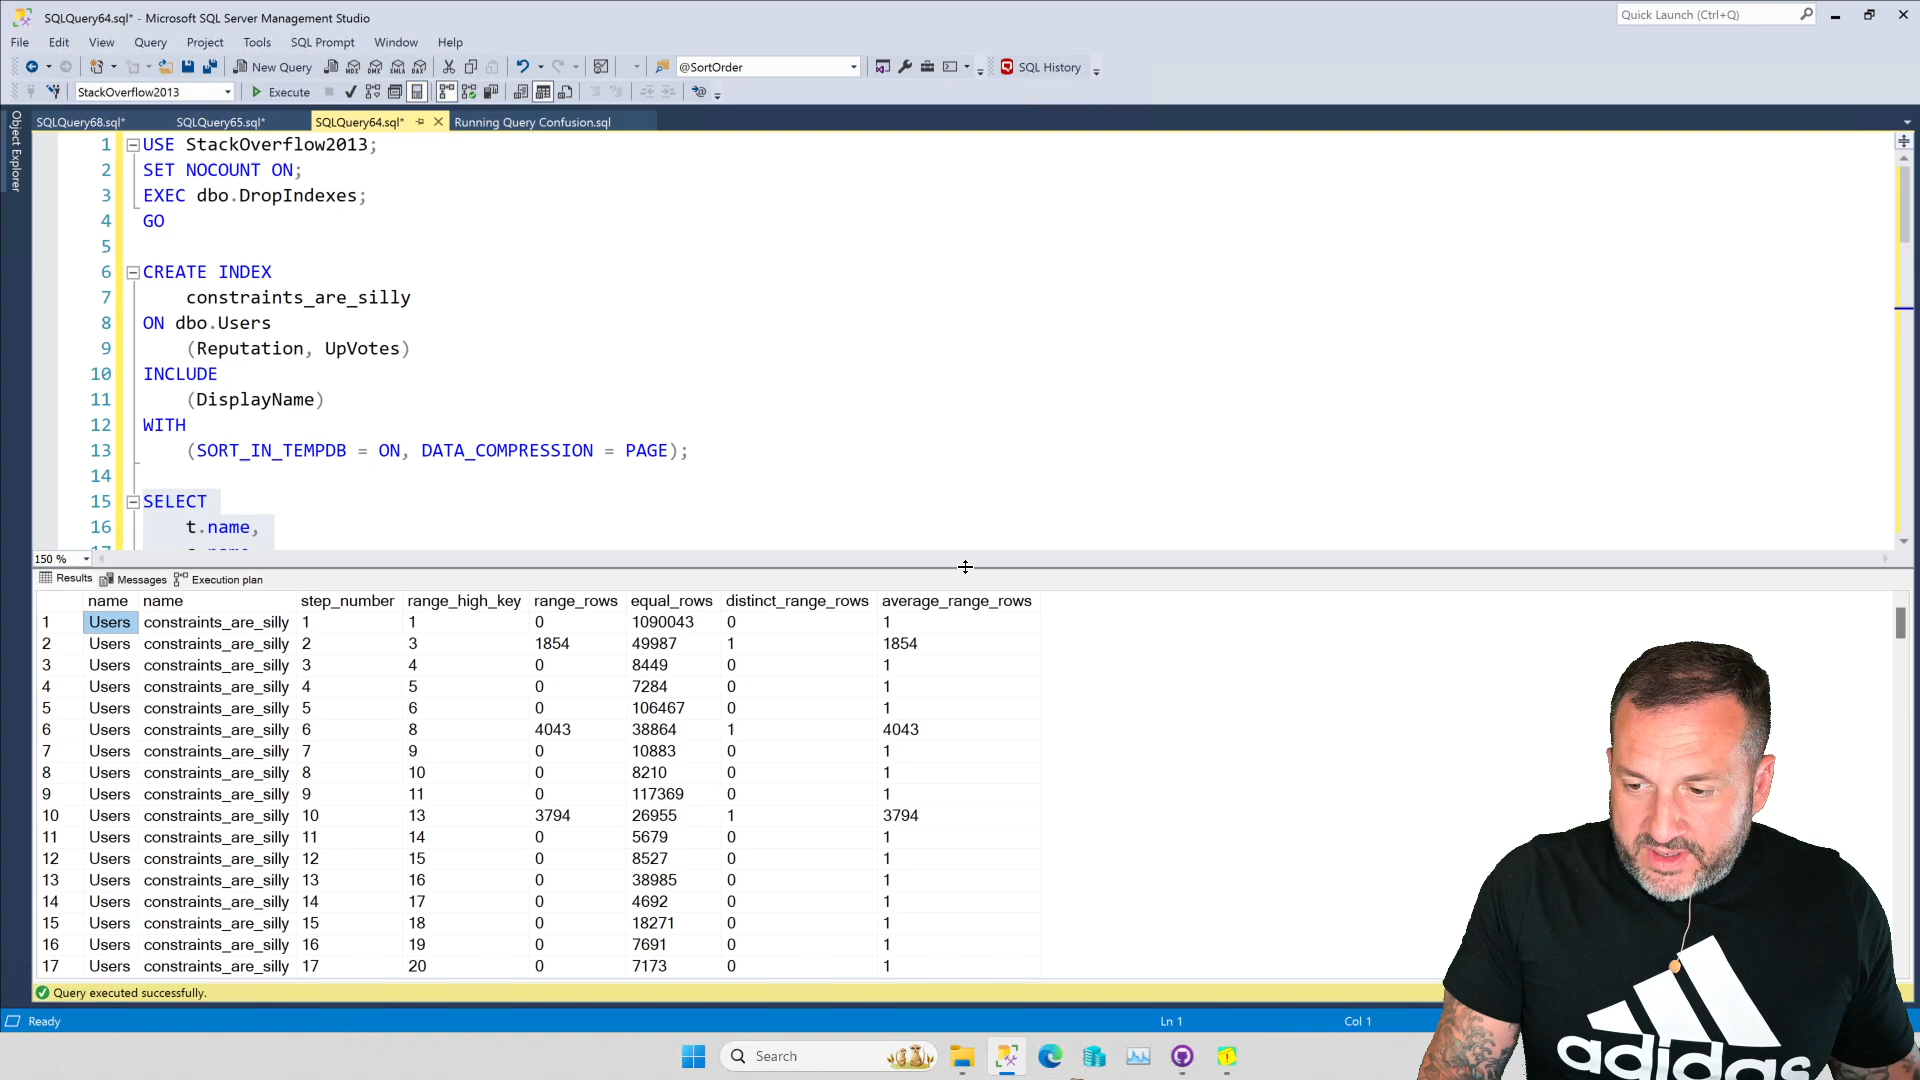 SQLQuery64.sql* - Microsoft SQL Server Management Studio
Quick Launch (Ctrl+Q)
File Edit View Query Project Tools SQL Prompt Window Help
New Query @SortOrder SQL History
StackOverflow2013 Execute
SQLQuery68.sql* SQLQuery65.sql* SQLQuery64.sql* Running Query Confusion.sql
Object Explorer
1 USE StackOverflow2013;
2 SET NOCOUNT ON;
3 EXEC dbo.DropIndexes;
4 GO
5
6 CREATE INDEX
7 constraints_are_silly
8 ON dbo.Users
9 (Reputation, UpVotes)
10 INCLUDE
11 (DisplayName)
12 WITH
13 (SORT_IN_TEMPDB = ON, DATA_COMPRESSION = PAGE);
14
15 SELECT
16 t.name,
150 %
Results Messages Execution plan
name name step_number range_high_key range_rows equal_rows distinct_range_rows average_range_rows
1 Users constraints_are_silly 1 1 0 1090043 0 1
2 Users constraints_are_silly 2 3 1854 49987 1 1854
3 Users constraints_are_silly 3 4 0 8449 0 1
4 Users constraints_are_silly 4 5 0 7284 0 1
5 Users constraints_are_silly 5 6 0 106467 0 1
6 Users constraints_are_silly 6 8 4043 38864 1 4043
7 Users constraints_are_silly 7 9 0 10883 0 1
8 Users constraints_are_silly 8 10 0 8210 0 1
9 Users constraints_are_silly 9 11 0 117369 0 1
10 Users constraints_are_silly 10 13 3794 26955 1 3794
11 Users constraints_are_silly 11 14 0 5679 0 1
12 Users constraints_are_silly 12 15 0 8527 0 1
13 Users constraints_are_silly 13 16 0 38985 0 1
14 Users constraints_are_silly 14 17 0 4692 0 1
15 Users constraints_are_silly 15 18 0 18271 0 1
16 Users constraints_are_silly 16 19 0 7691 0 1
17 Users constraints_are_silly 17 20 0 7173 0 1
Query executed successfully.
Ready Ln 1 Col 1
Search
adidas